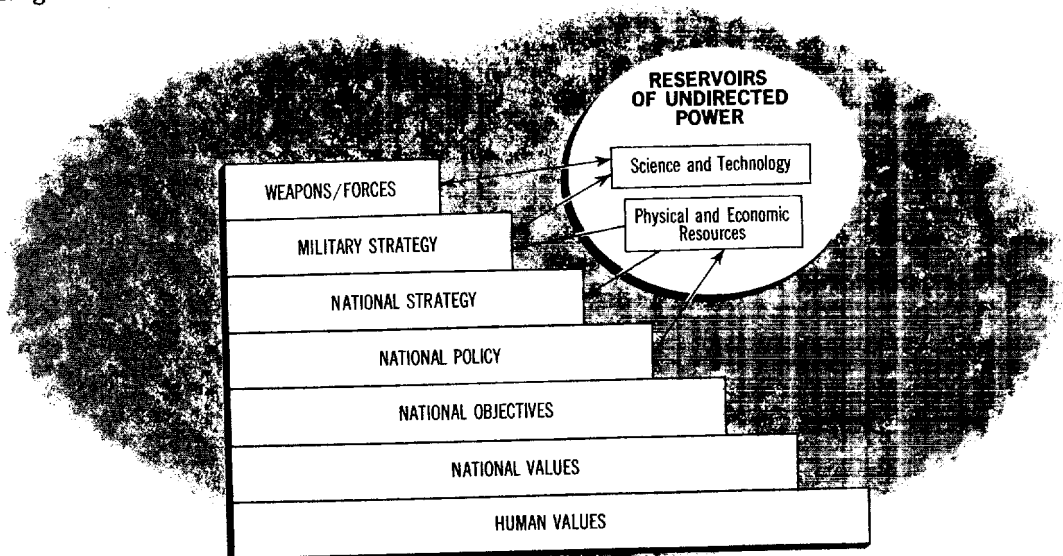 RESERVOIRS
OF UNDIRECTED
POWER
Science and Technology
Physical and Economic
Resources
WEAPONS/FORCES
MILITARY STRATEGY
NATIONAL STRATEGY
NATIONAL POLICY
NATIONAL OBJECTIVES
NATIONAL VALUES
HUMAN VALUES